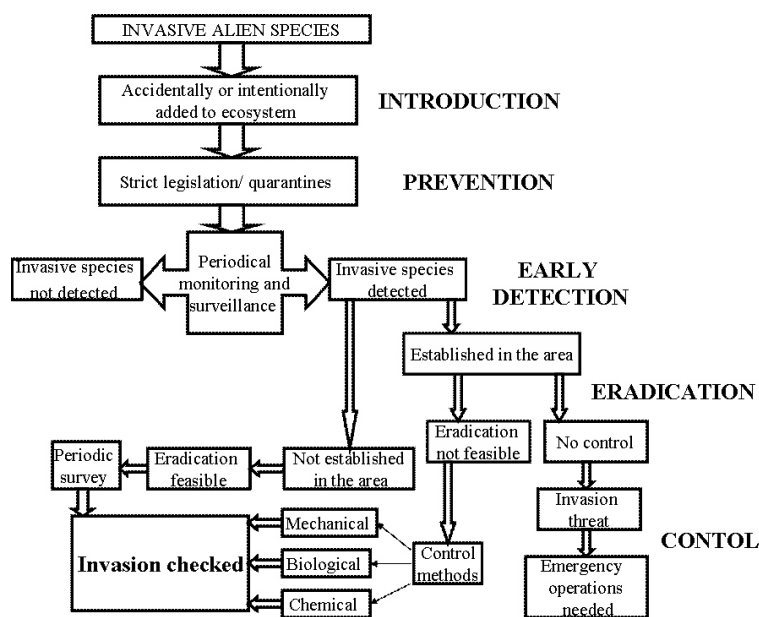 INVASIVE ALIEN SPECIES
Accidentally or intentionally
added to ecosystem
INTRODUCTION
Strict legislation/ quarantines
PREVENTION
Invasive species
not detected
Periodical
monitoring and
surveillance
Invasive species
detected
EARLY
DETECTION
Established in the area
ERADICATION
Periodic
survey
Eradication
feasible
Not established
in the area
Eradication
not feasible
No control
Invasion
threat
CONTOL
Invasion checked
Mechanical
Biological
Chemical
Control
methods
Emergency
operations
needed